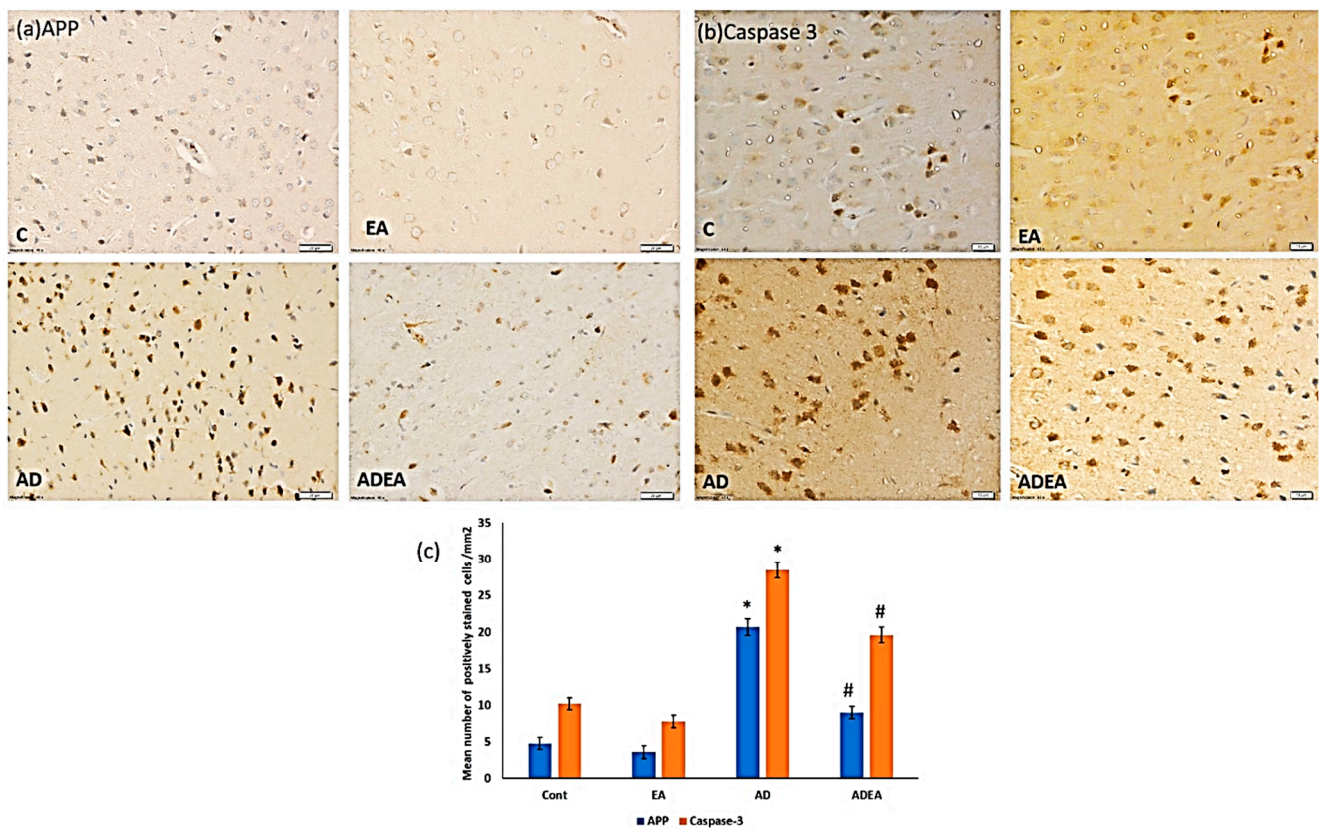 (a)APP
C
EA
AD
ADEA
(b)Caspase 3
C
EA
AD
ADEA
(c)
Mean number of positively stained cells/mm2
35
30
25
20
15
10
5
0
*
*
#
#
Cont EA AD ADEA
APP Caspase-3